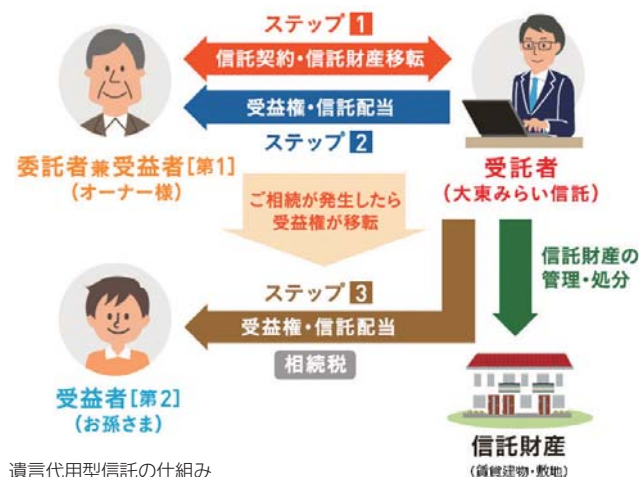 ステップ1
信託契約・信託財産移転
受益権・信託配当
ステップ2
委託者兼受益者[第1]
(オーナー様)
受託者
(大東みらい信託)
ご相続が発生したら
受益権が移転
信託財産の
管理・処分
ステップ3
受益権・信託配当
相続税
受益者[第2]
(お孫さま)
信託財産
(賃貸建物・敷地)
遺言代用型信託の仕組み